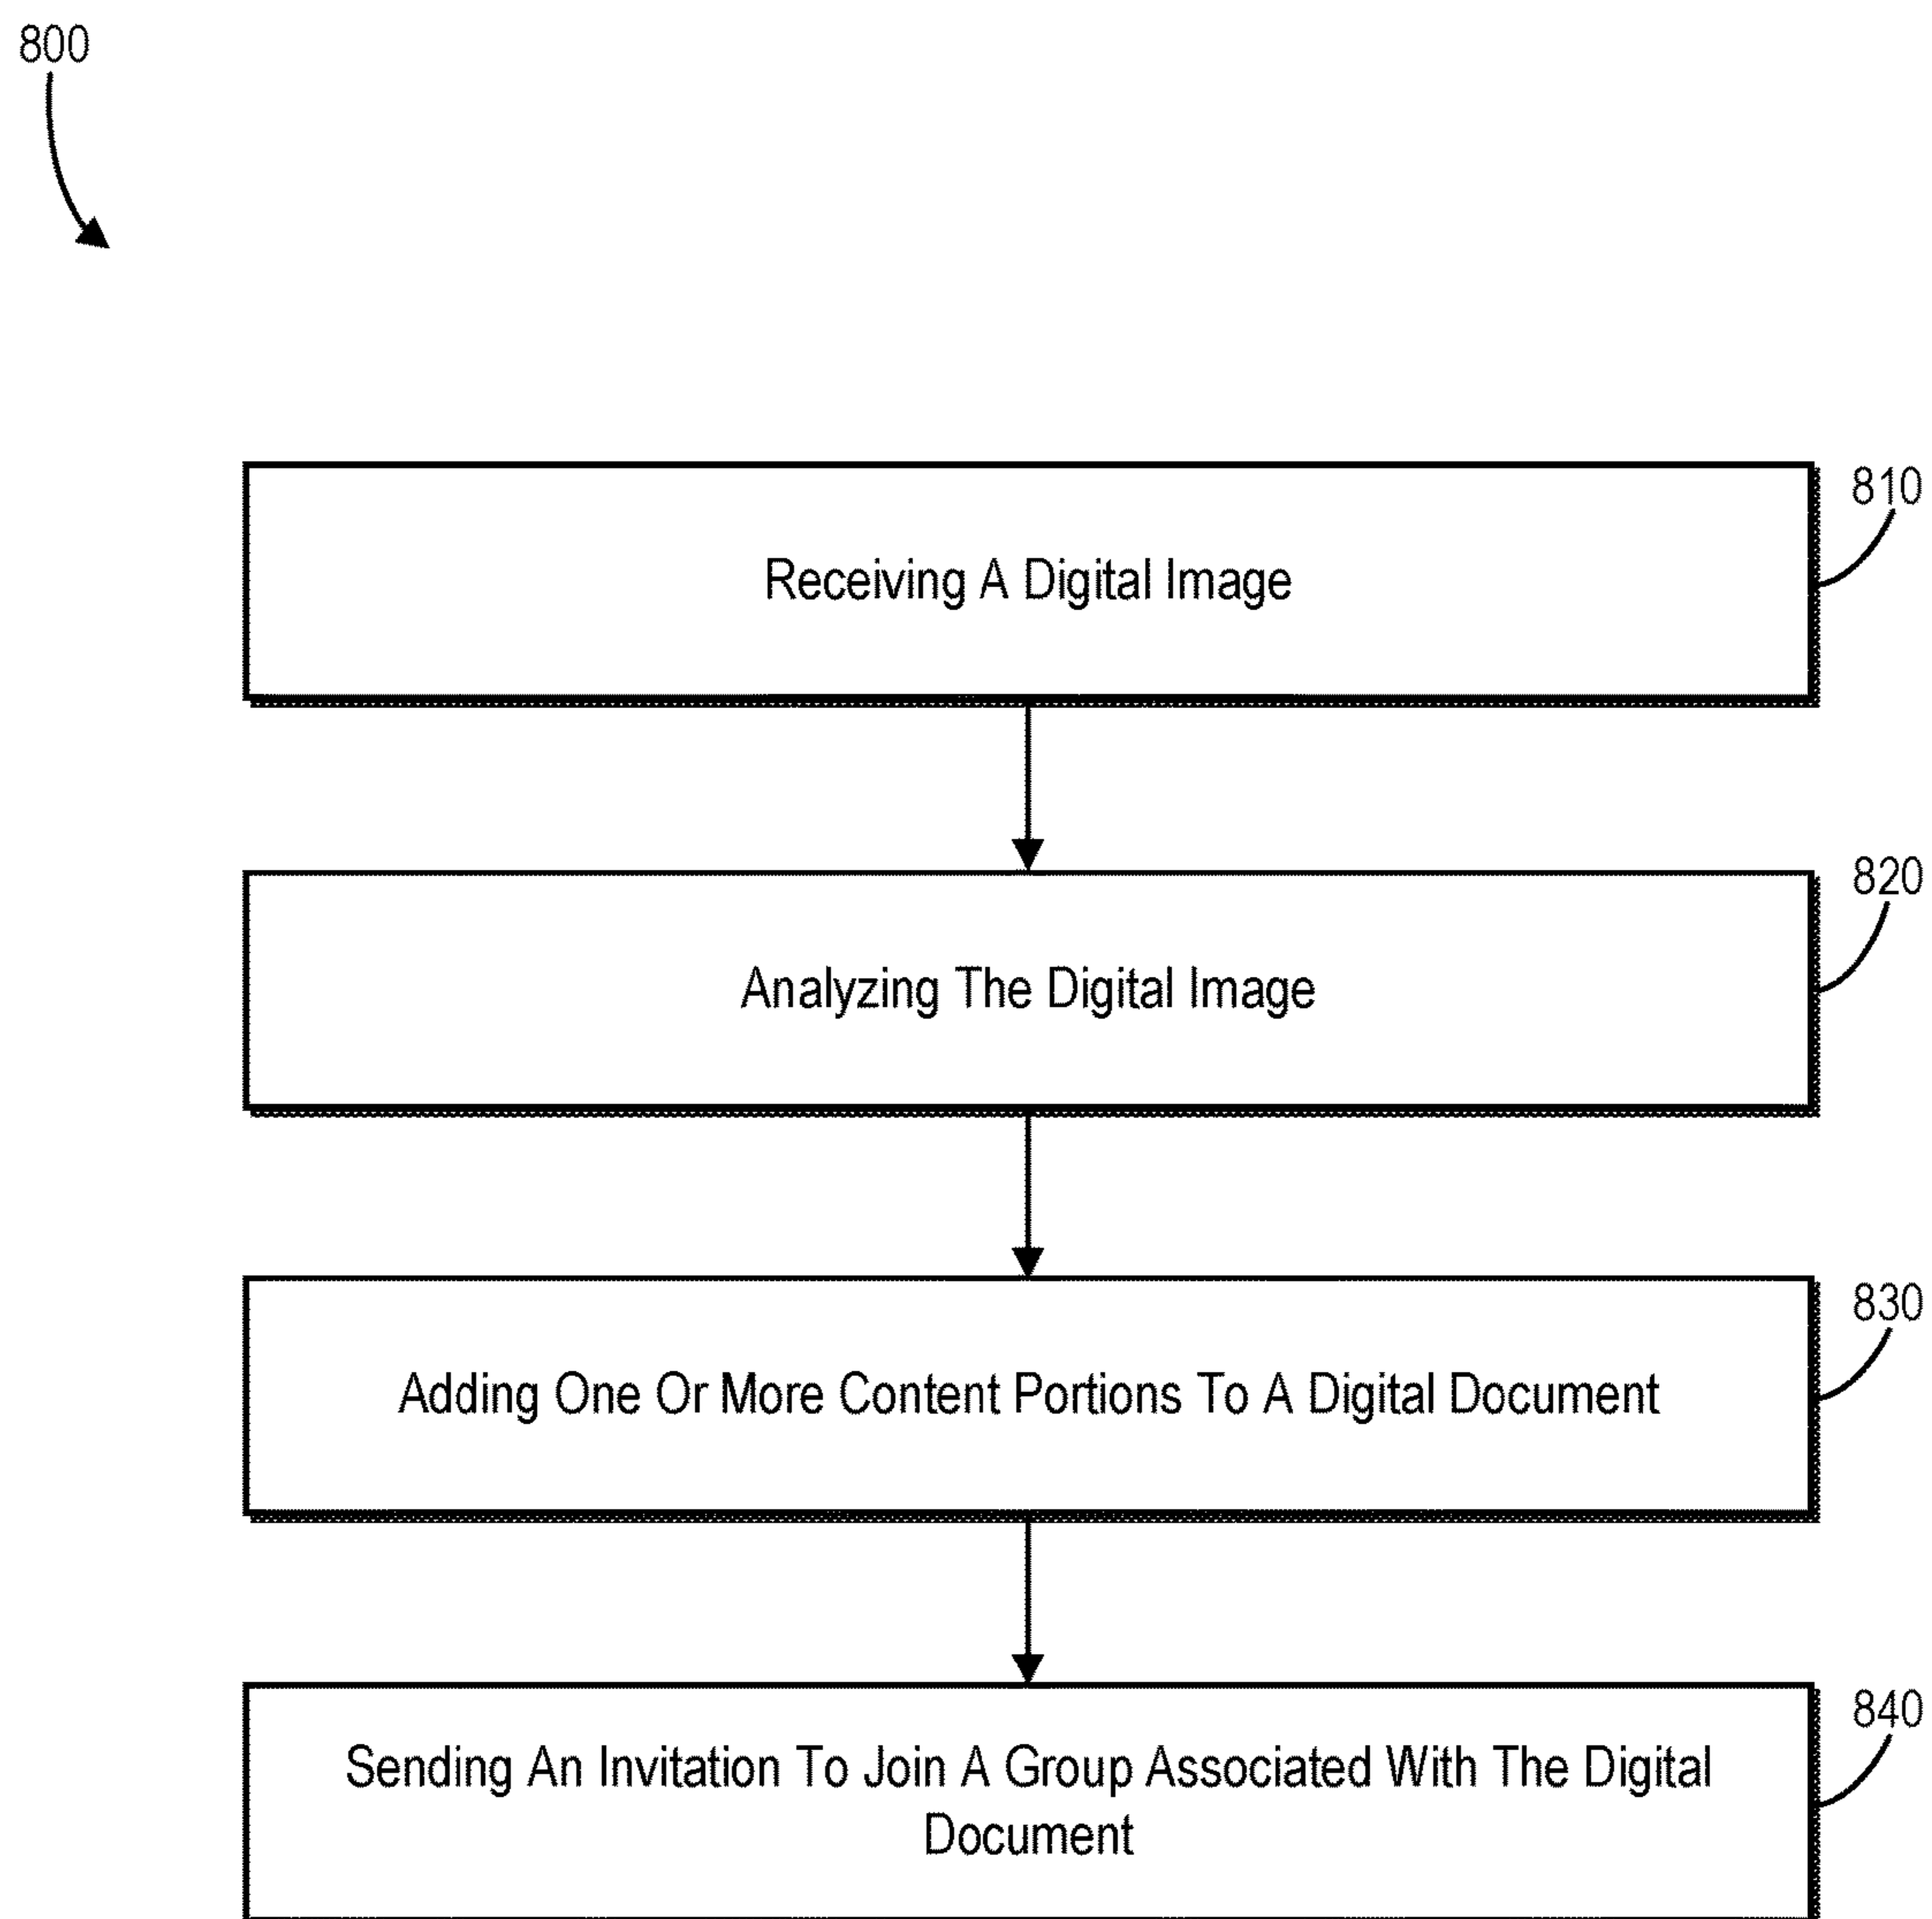 800
810
Receiving A Digital Image
820
Analyzing The Digital Image
830
Adding One Or More Content Portions To A Digital Document
840
Sending An Invitation To Join A Group Associated With The Digital
Document